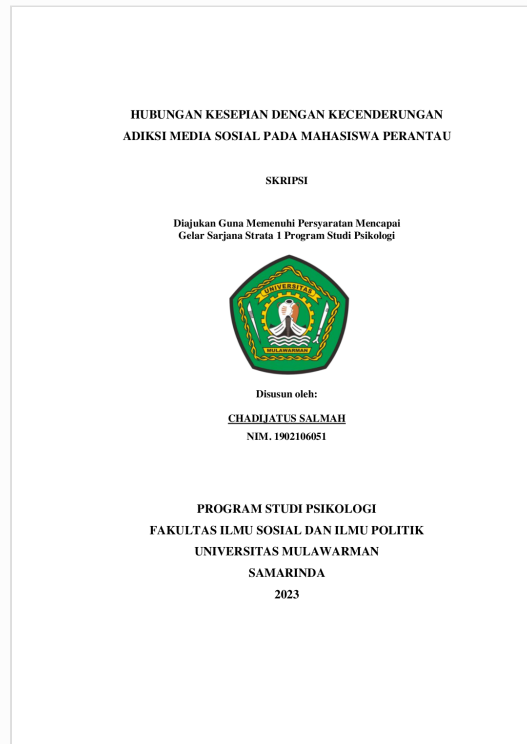 HUBUNGAN KESEPIAN DENGAN KECENDERUNGAN
ADIKSI MEDIA SOSIAL PADA MAHASISWA PERANTAU
SKRIPSI
Diajukan Guna Memenuhi Persyaratan Mencapai
Gelar Sarjana Strata 1 Program Studi Psikologi
UNIVERSITAS
MULAWARMAN
Disusun oleh:
CHADIJATUS SALMAH
NIM. 1902106051
PROGRAM STUDI PSIKOLOGI
FAKULTAS ILMU SOSIAL DAN ILMU POLITIK
UNIVERSITAS MULAWARMAN
SAMARINDA
2023